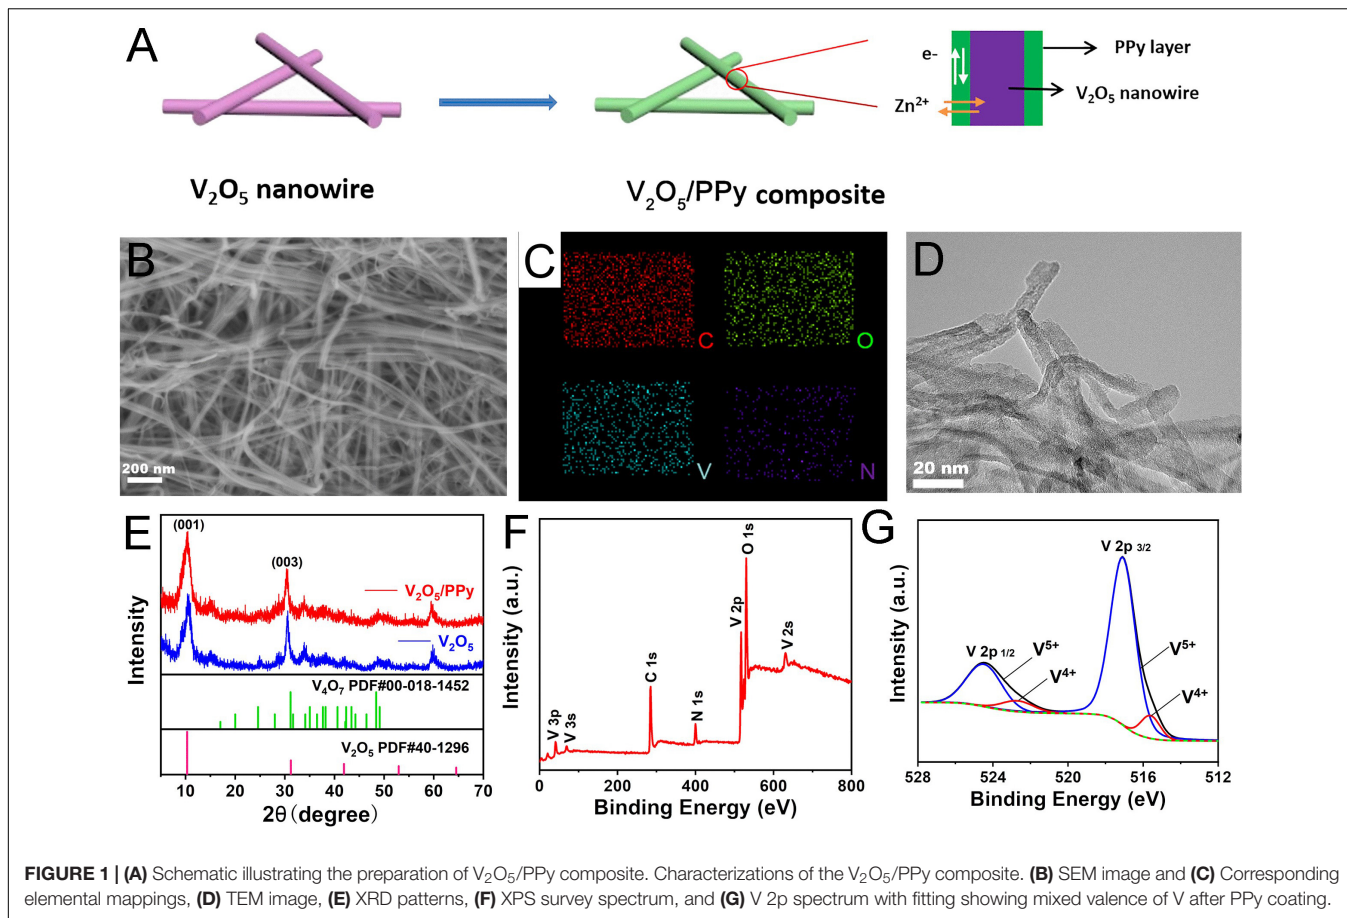 A
e-
Zn²⁺
PPy layer
V₂O₅ nanowire
V₂O₅ nanowire
V₂O₅/PPy composite
B
200 nm
C
C
O
V
N
D
20 nm
E
(001)
(003)
V₂O₅/PPy
V₂O₅
V₄O₇ PDF#00-018-1452
V₂O₅ PDF#40-1296
Intensity
10 20 30 40 50 60 70
2θ (degree)
F
Intensity (a.u.)
V 3p
V 3s
C 1s
N 1s
V 2p
O 1s
V 2s
0 200 400 600 800
Binding Energy (eV)
G
Intensity (a.u.)
V 2p 3/2
V 2p 1/2
V⁵⁺
V⁴⁺
V⁵⁺
V⁴⁺
528 524 520 516 512
Binding Energy (eV)
FIGURE 1 | (A) Schematic illustrating the preparation of V₂O₅/PPy composite. Characterizations of the V₂O₅/PPy composite. (B) SEM image and (C) Corresponding
elemental mappings, (D) TEM image, (E) XRD patterns, (F) XPS survey spectrum, and (G) V 2p spectrum with fitting showing mixed valence of V after PPy coating.